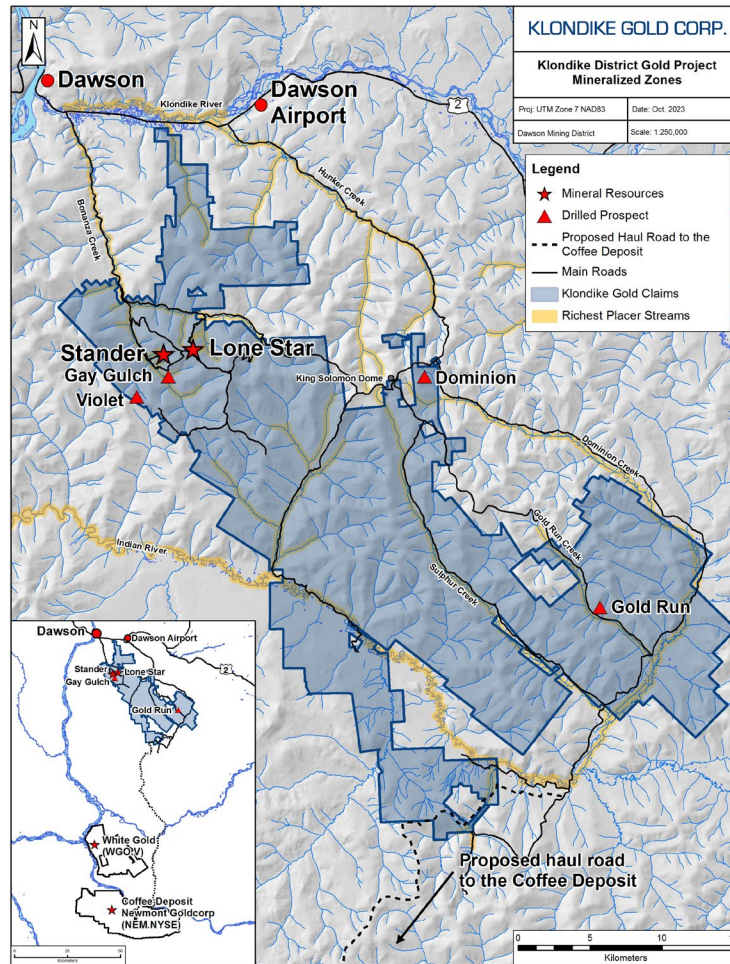 KLONDIKE GOLD CORP.
Klondike District Gold Project
Mineralized Zones
Proj: UTM Zone 7 NAD83
Date: Oct. 2023
Dawson Mining District
Scale: 1:250,000
Legend
Mineral Resources
Drilled Prospect
Proposed Haul Road to the
Coffee Deposit
Main Roads
Klondike Gold Claims
Richest Placer Streams
N
Dawson
Dawson
Airport
Klondike River
2
Hunker Creek
Bonanza Creek
Stander
Lone Star
Gay Gulch
Violet
King Solomon Dome
Dominion
Dominion Creek
Gold Run Creek
Indian River
Sulphur Creek
Gold Run
Proposed haul road
to the Coffee Deposit
0 5 10 15
Kilometers
Dawson
Dawson Airport
2
Stander
Lone Star
Gay Gulch
Gold Run
White Gold
(WGO.V)
Coffee Deposit
Newmont Goldcorp
(NEM.NYSE)
0 25 50
Kilometers